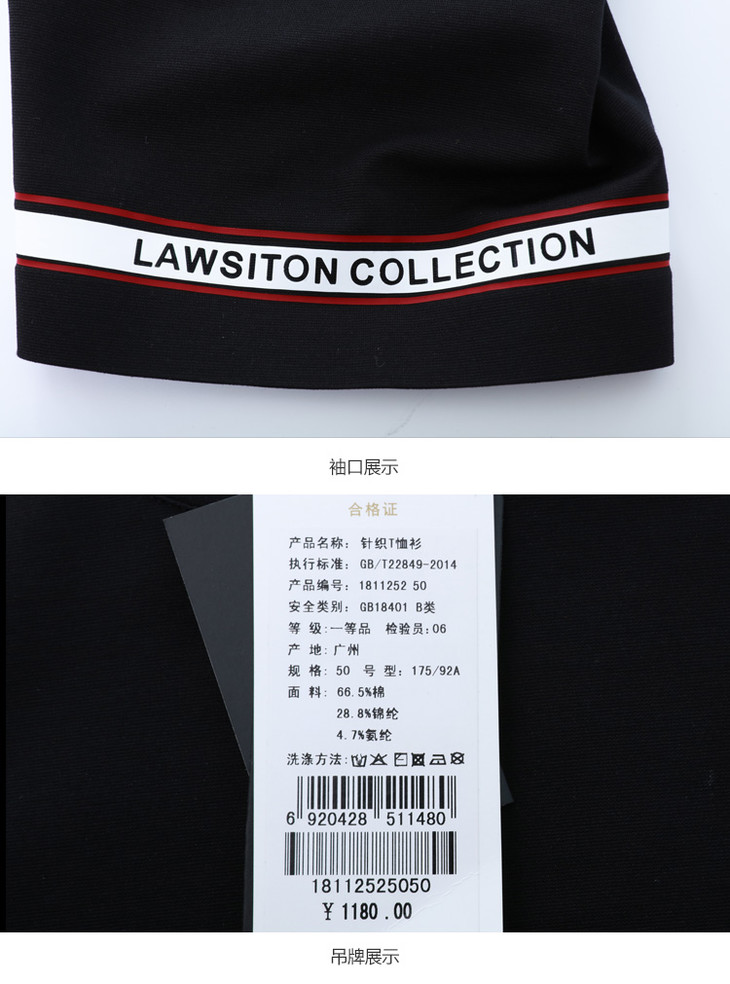 LAWSITON COLLECTION
袖口展示
合格证
产品名称: 针织T恤衫
执行标准: GB/T22849-2014
产品编号: 1811252 50
安全类别: GB18401 B类
等 级:一等品 检验员:06
产 地:广州
规 格: 50 号 型: 175/92A
面 料: 66.5%棉
28.8%锦纶
4.7%氨纶
洗涤方法:
6 920428 511480
18112525050
¥ 1180.00
吊牌展示